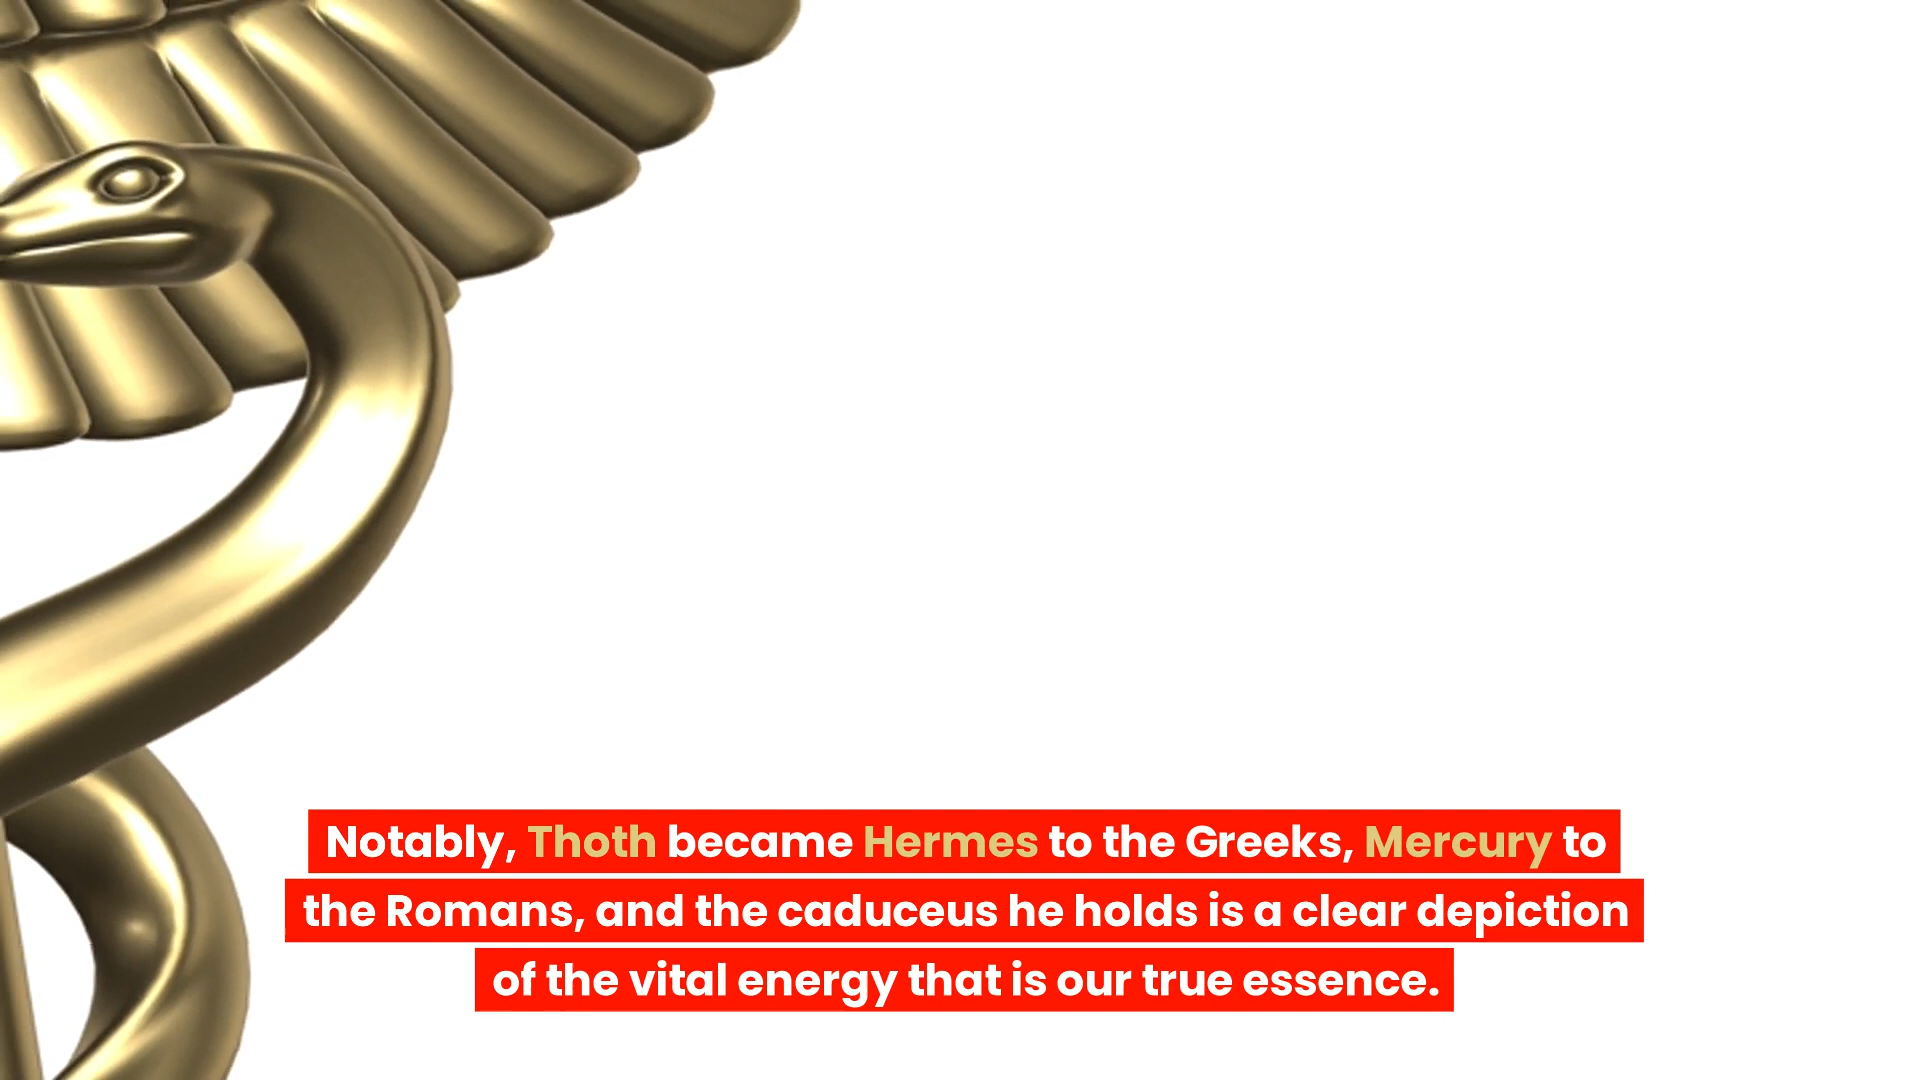 Notably, Thoth became Hermes to the Greeks, Mercury to
the Romans, and the caduceus he holds is a clear depiction
of the vital energy that is our true essence.